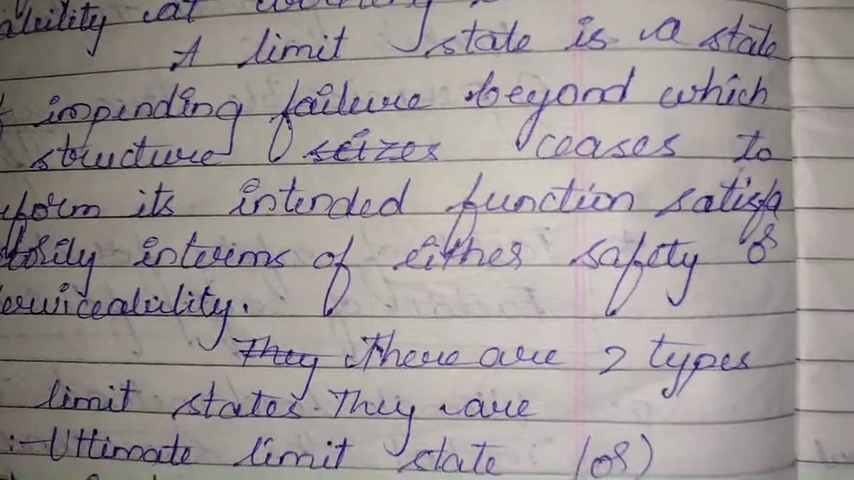 ability at
A limit state is a state
impending failure beyond which
structure seizes ceases to
form its intended function satisfa
torily interms of either safety or
erviceability.
They There are 2 types
limit states. They are
:- Ultimate limit state (or)